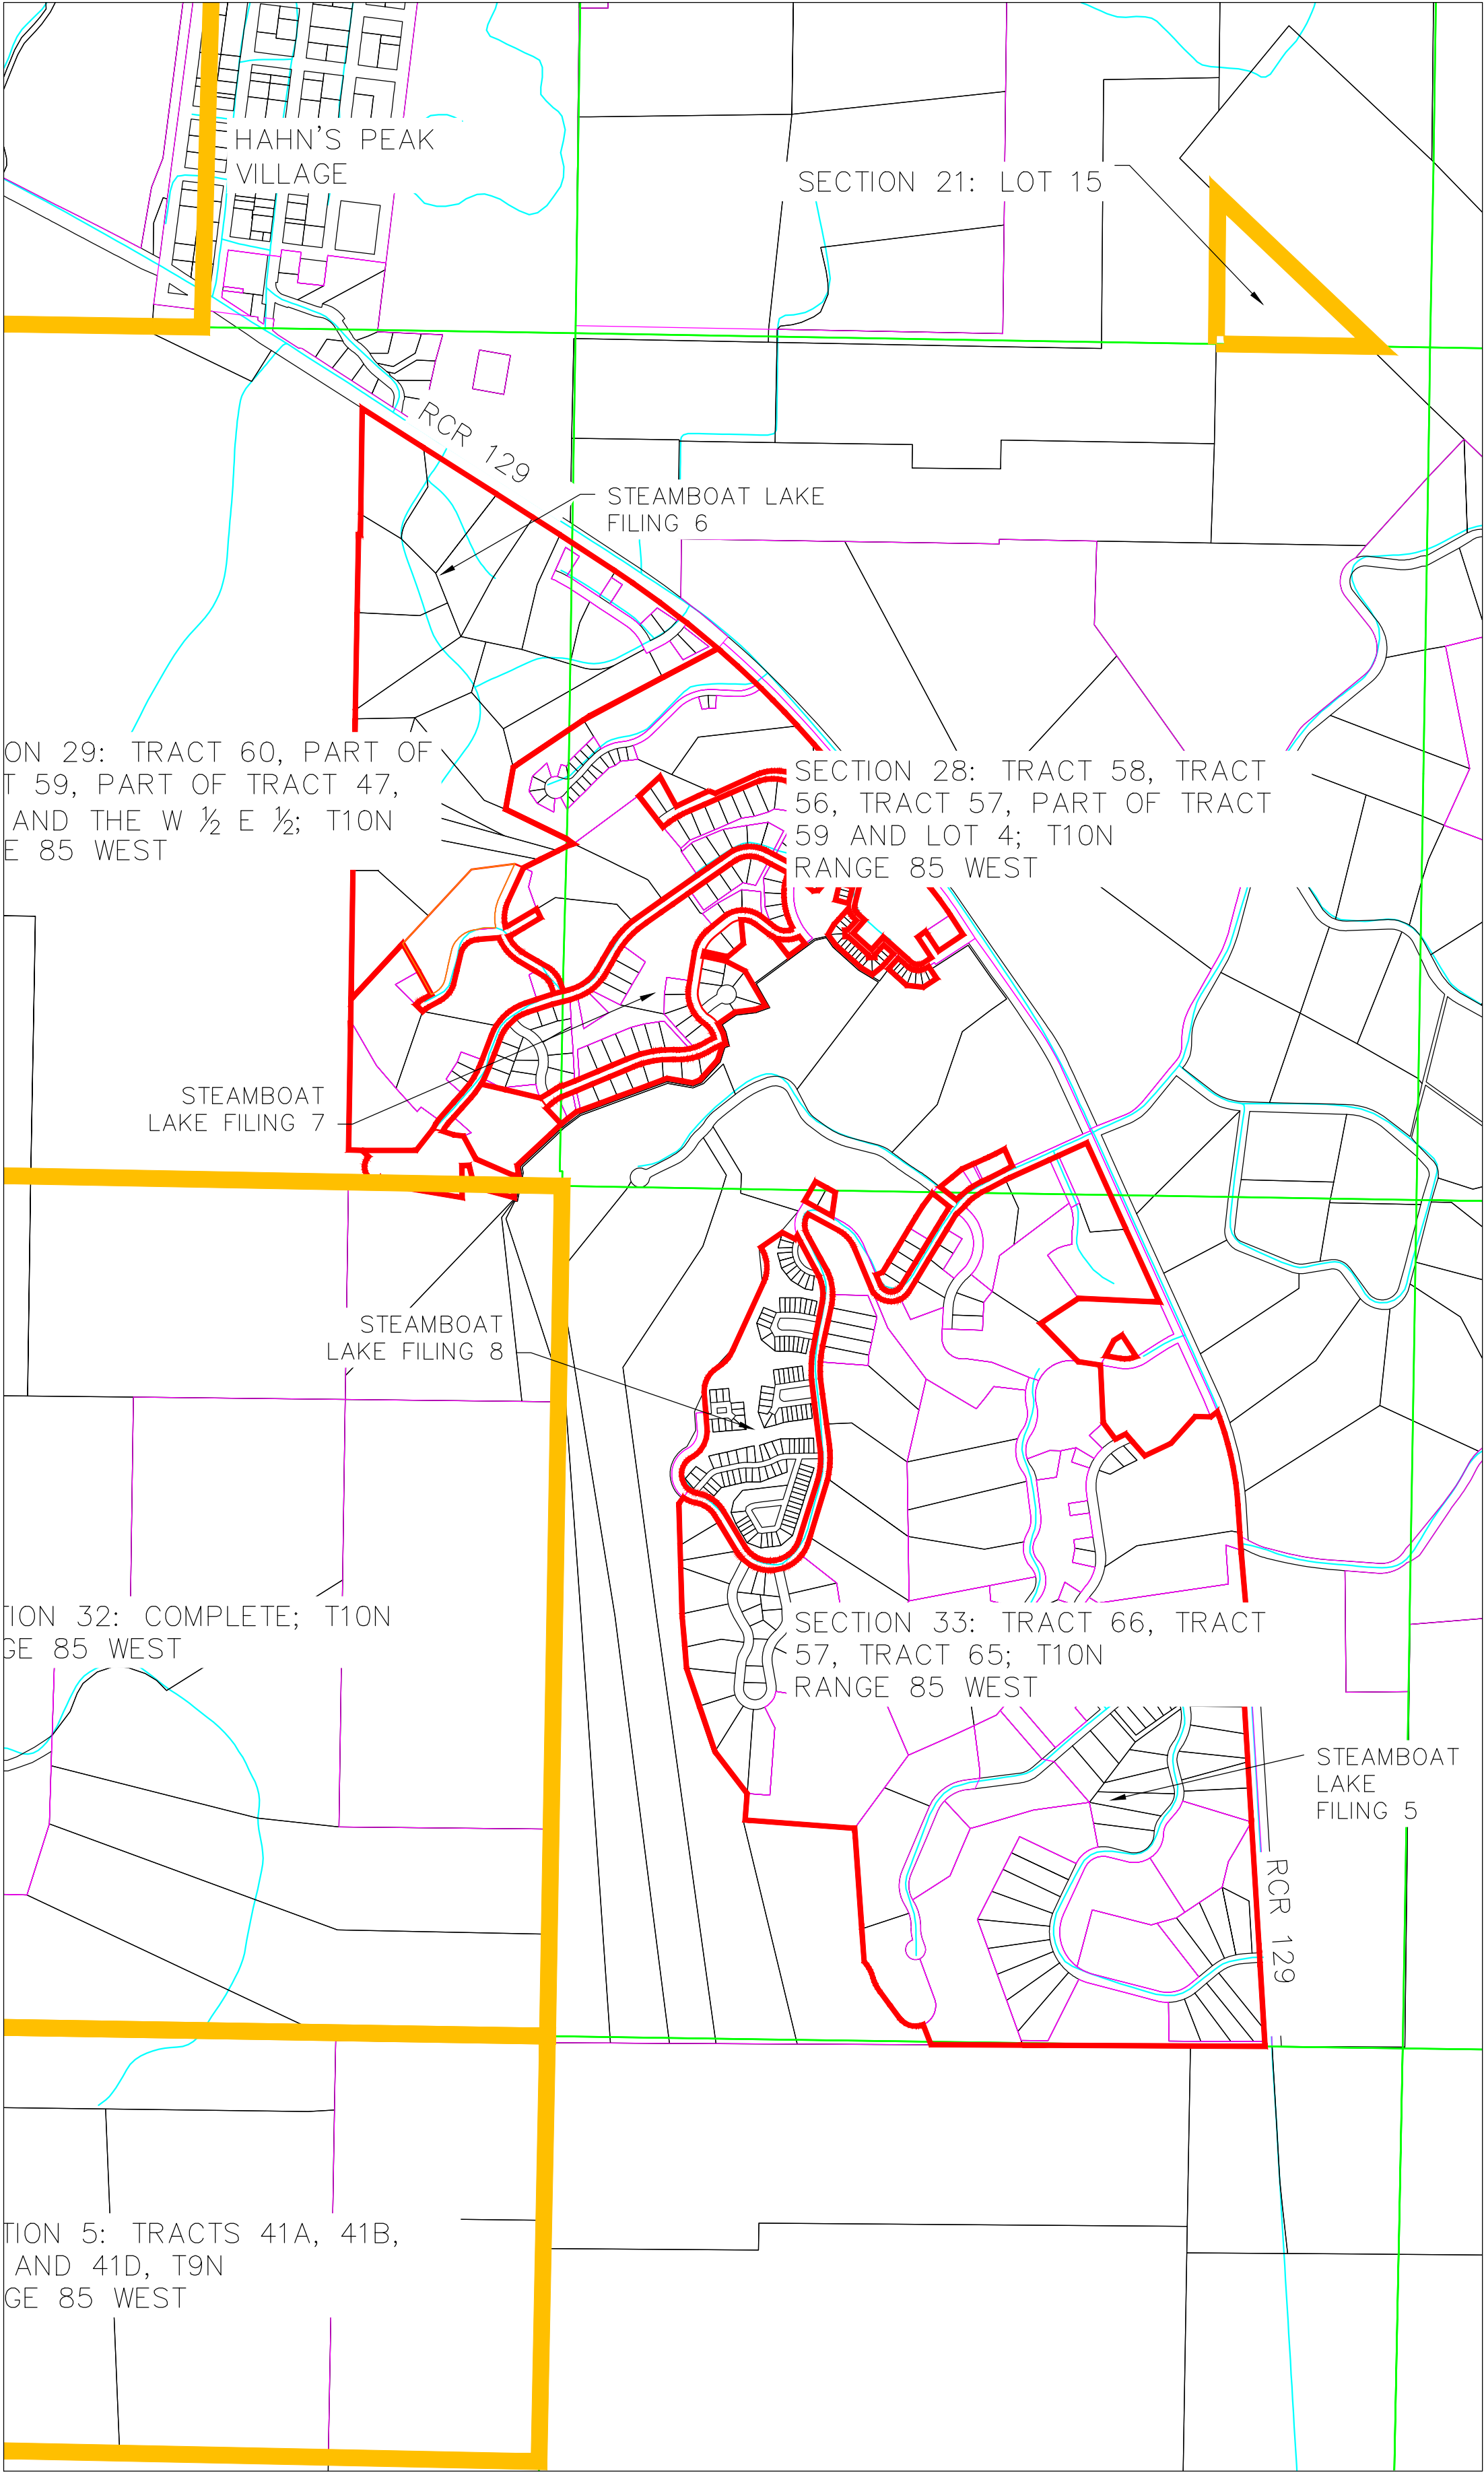 HAHN'S PEAK
VILLAGE
SECTION 21: LOT 15
RCR 129
STEAMBOAT LAKE
FILING 6
ON 29: TRACT 60, PART OF
T 59, PART OF TRACT 47,
AND THE W ½ E ½; T10N
E 85 WEST
SECTION 28: TRACT 58, TRACT
56, TRACT 57, PART OF TRACT
59 AND LOT 4; T10N
RANGE 85 WEST
STEAMBOAT
LAKE FILING 7
STEAMBOAT
LAKE FILING 8
TION 32: COMPLETE; T10N
GE 85 WEST
SECTION 33: TRACT 66, TRACT
57, TRACT 65; T10N
RANGE 85 WEST
STEAMBOAT
LAKE
FILING 5
RCR 129
TION 5: TRACTS 41A, 41B,
AND 41D, T9N
GE 85 WEST